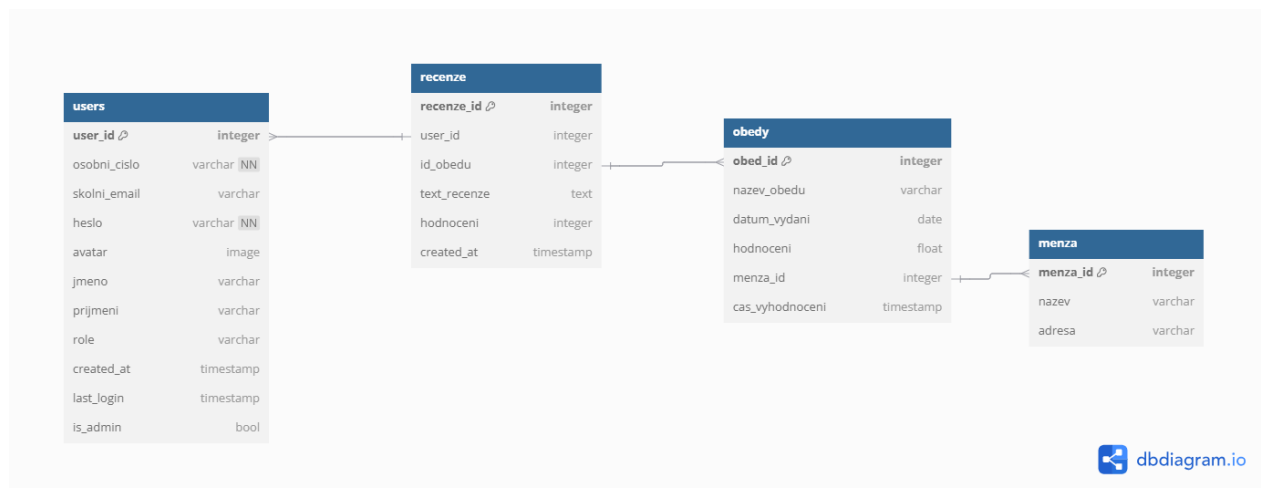 users
user_id integer
osobni_cislo varchar NN
skolni_email varchar
heslo varchar NN
avatar image
jmeno varchar
prijmeni varchar
role varchar
created_at timestamp
last_login timestamp
is_admin bool
recenze
recenze_id integer
user_id integer
id_obedu integer
text_recenze text
hodnoceni integer
created_at timestamp
obedy
obed_id integer
nazev_obedu varchar
datum_vydani date
hodnoceni float
menza_id integer
cas_vyhodnoceni timestamp
menza
menza_id integer
nazev varchar
adresa varchar
dbdiagram.io